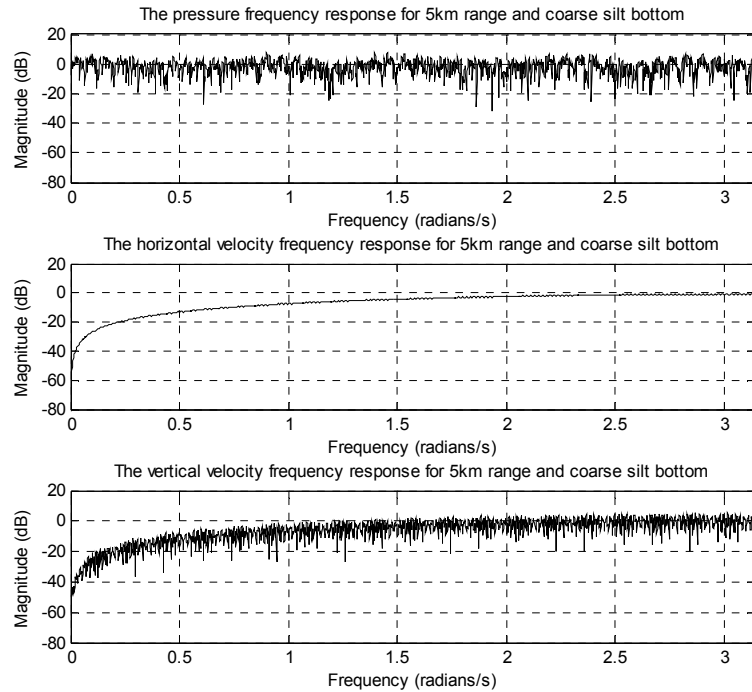 The pressure frequency response for 5km range and coarse silt bottom
20
0
-20
-40
-60
-80
Magnitude (dB)
0 0.5 1 1.5 2 2.5 3
Frequency (radians/s)
The horizontal velocity frequency response for 5km range and coarse silt bottom
20
0
-20
-40
-60
-80
Magnitude (dB)
0 0.5 1 1.5 2 2.5 3
Frequency (radians/s)
The vertical velocity frequency response for 5km range and coarse silt bottom
20
0
-20
-40
-60
-80
Magnitude (dB)
0 0.5 1 1.5 2 2.5 3
Frequency (radians/s)